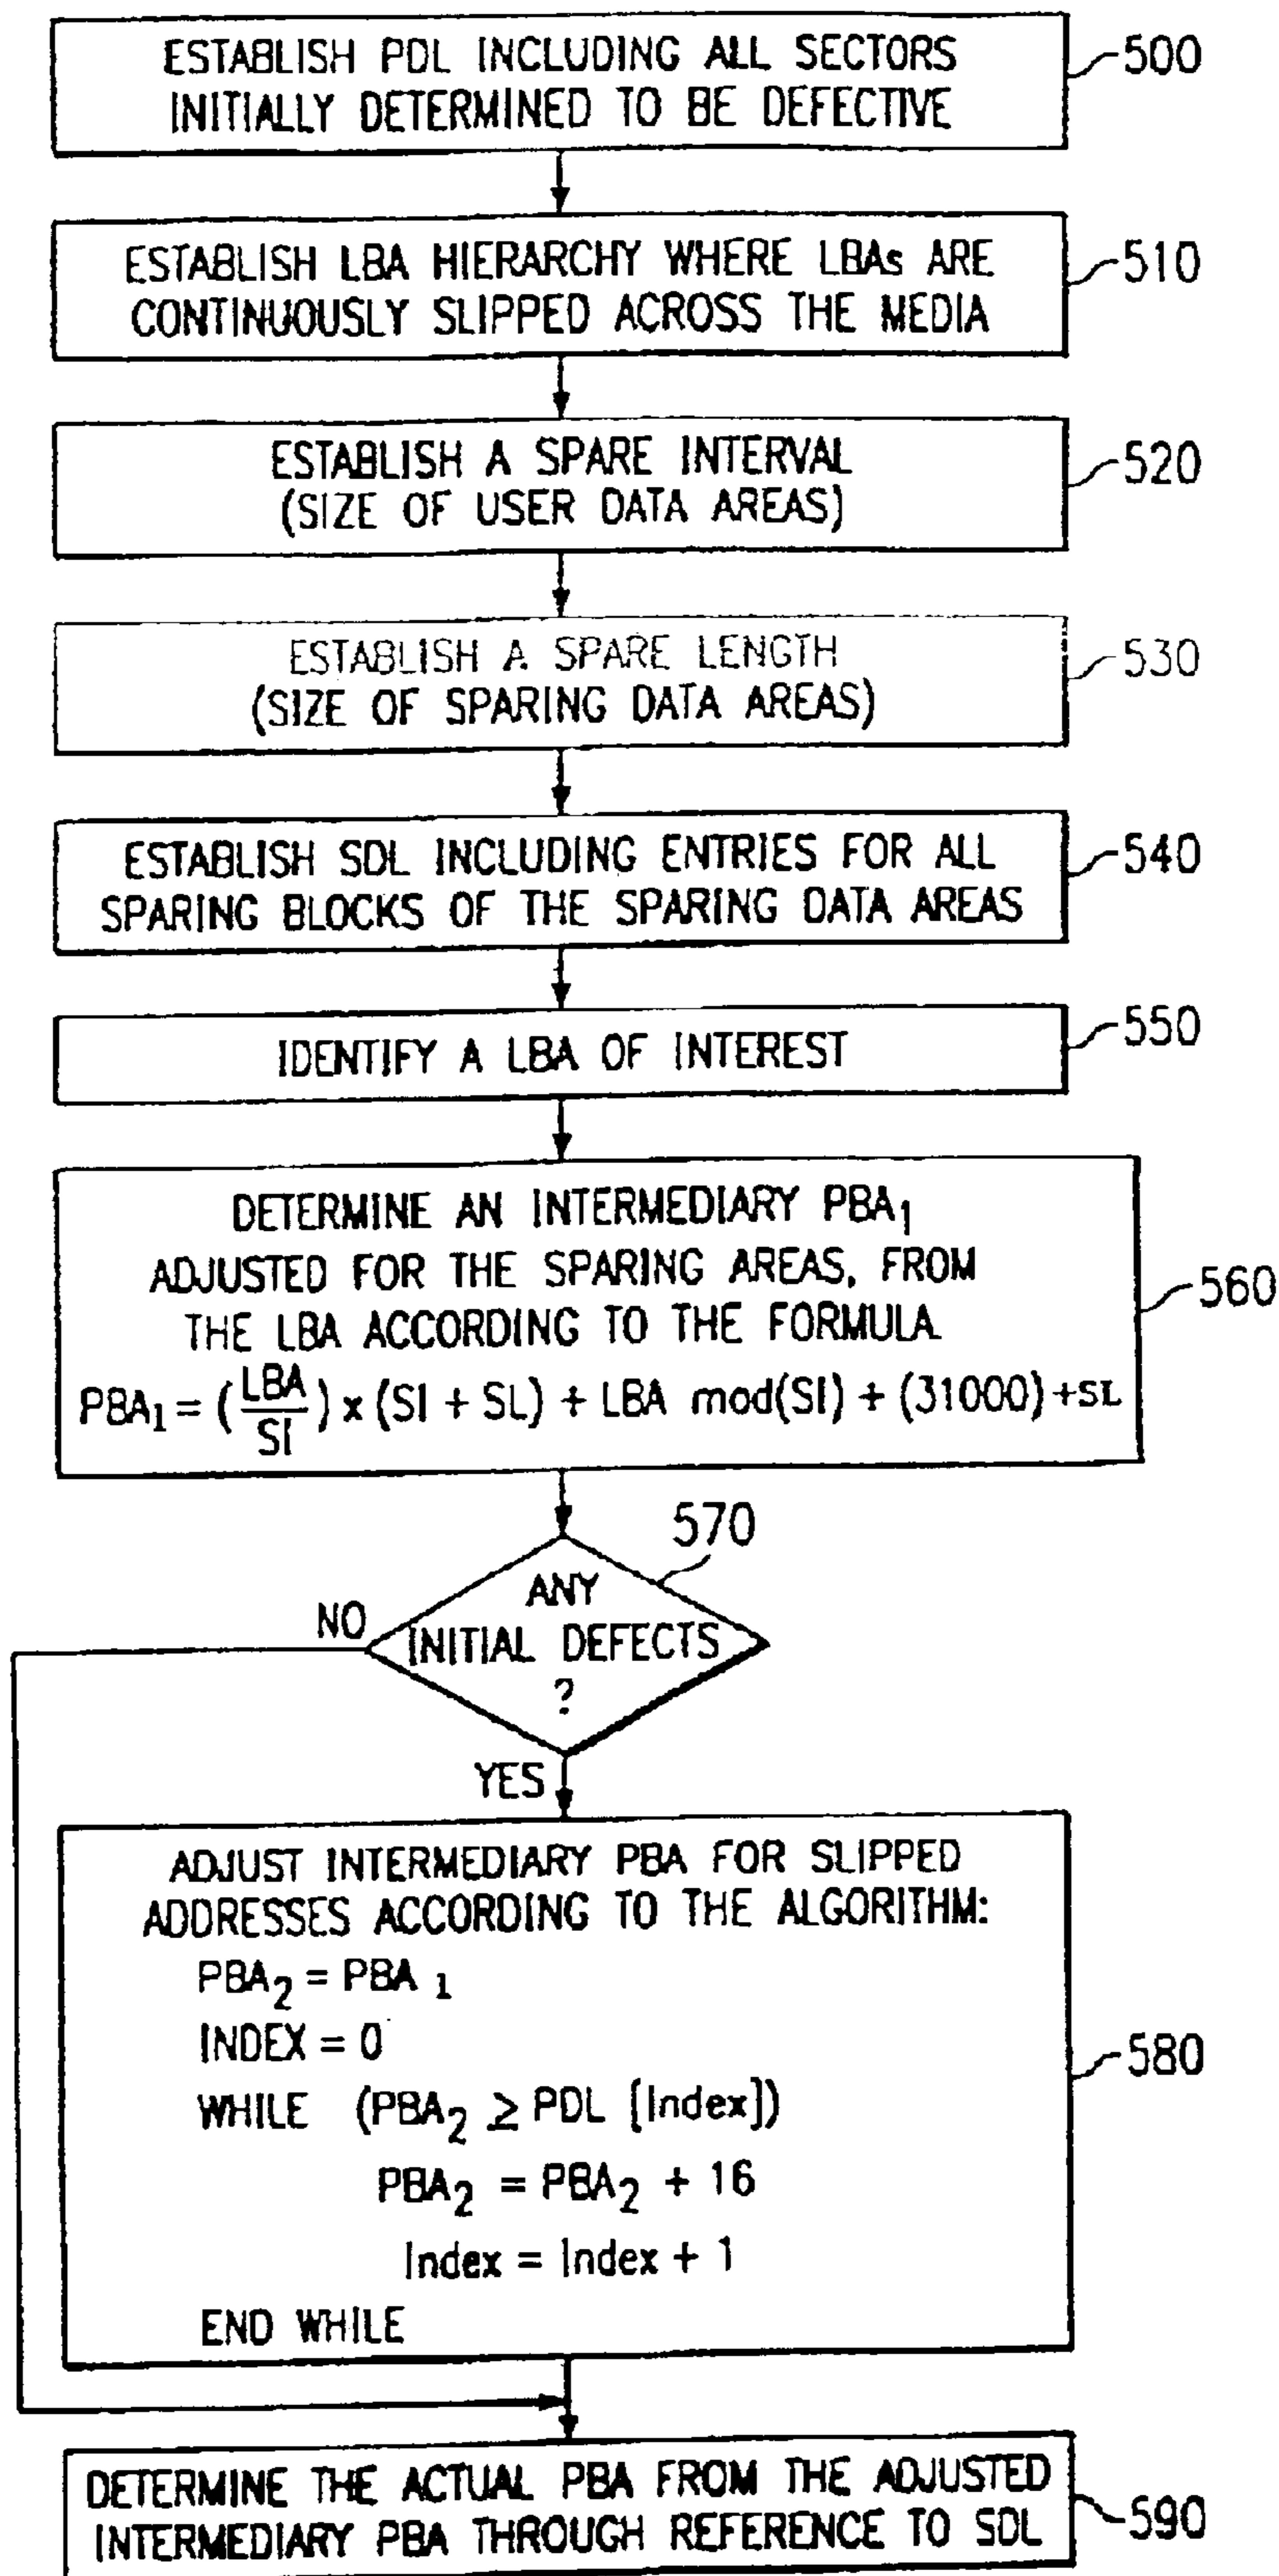 ESTABLISH PDL INCLUDING ALL SECTORS
INITIALLY DETERMINED TO BE DEFECTIVE
500
ESTABLISH LBA HIERARCHY WHERE LBAs ARE
CONTINUOUSLY SLIPPED ACROSS THE MEDIA
510
ESTABLISH A SPARE INTERVAL
(SIZE OF USER DATA AREAS)
520
ESTABLISH A SPARE LENGTH
(SIZE OF SPARING DATA AREAS)
530
ESTABLISH SDL INCLUDING ENTRIES FOR ALL
SPARING BLOCKS OF THE SPARING DATA AREAS
540
IDENTIFY A LBA OF INTEREST
550
DETERMINE AN INTERMEDIARY PBA₁
ADJUSTED FOR THE SPARING AREAS, FROM
THE LBA ACCORDING TO THE FORMULA.
PBA₁ = (LBA/SI) x (SI + SL) + LBA mod(SI) + (31000) +SL
560
570
ANY
INITIAL DEFECTS
?
NO
YES
ADJUST INTERMEDIARY PBA FOR SLIPPED
ADDRESSES ACCORDING TO THE ALGORITHM:
PBA₂ = PBA ₁
INDEX = 0
WHILE (PBA₂ ≥ PDL [Index])
PBA₂ = PBA₂ + 16
Index = Index + 1
END WHILE
580
DETERMINE THE ACTUAL PBA FROM THE ADJUSTED
INTERMEDIARY PBA THROUGH REFERENCE TO SDL
590